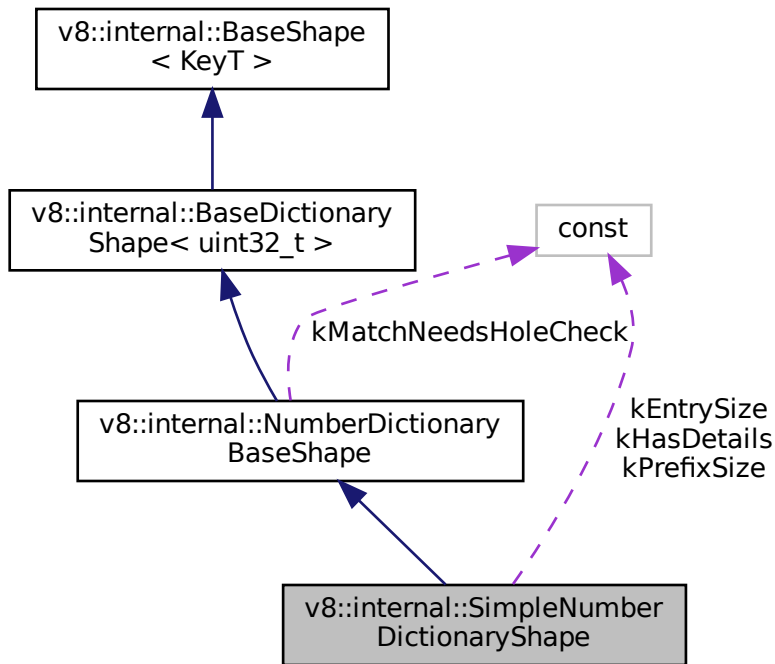 v8::internal::BaseShape
< KeyT >
v8::internal::BaseDictionary
Shape< uint32_t >
const
kMatchNeedsHoleCheck
v8::internal::NumberDictionary
BaseShape
kEntrySize
kHasDetails
kPrefixSize
v8::internal::SimpleNumber
DictionaryShape